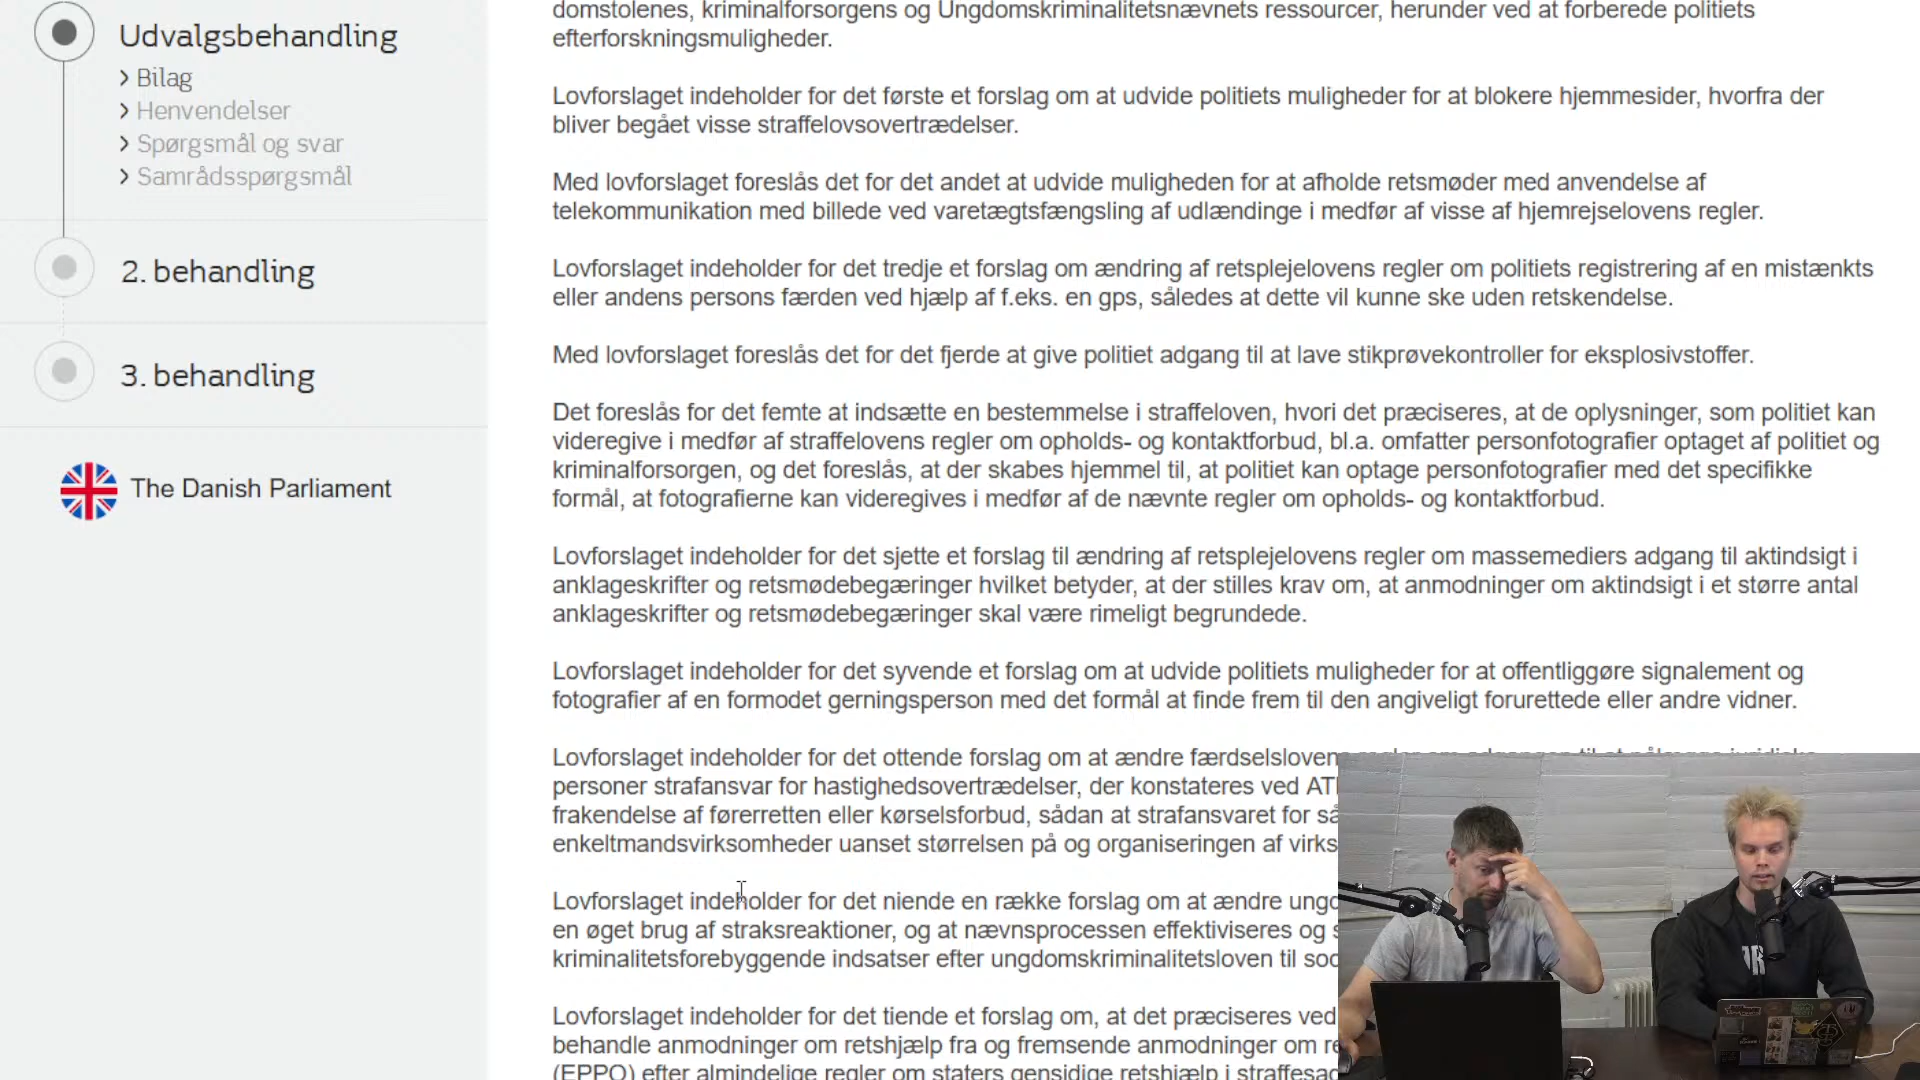 Udvalgsbehandling
Bilag
Henvendelser
Spørgsmål og svar
Samrådsspørgsmål
2. behandling
3. behandling
The Danish Parliament
domstolenes, kriminalforsorgens og Ungdomskriminalitetsnævnets ressourcer, herunder ved at forberede politiets
efterforskningsmuligheder.
Lovforslaget indeholder for det første et forslag om at udvide politiets muligheder for at blokere hjemmesider, hvorfra der
bliver begået visse straffelovsovertrædelser.
Med lovforslaget foreslås det for det andet at udvide muligheden for at afholde retsmøder med anvendelse af
telekommunikation med billede ved varetægtsfængsling af udlændinge i medfør af visse af hjemrejselovens regler.
Lovforslaget indeholder for det tredje et forslag om ændring af retsplejelovens regler om politiets registrering af en mistænkts
eller andens persons færden ved hjælp af f.eks. en gps, således at dette vil kunne ske uden retskendelse.
Med lovforslaget foreslås det for det fjerde at give politiet adgang til at lave stikprøvekontroller for eksplosivstoffer.
Det foreslås for det femte at indsætte en bestemmelse i straffeloven, hvori det præciseres, at de oplysninger, som politiet kan
videregive i medfør af straffelovens regler om opholds- og kontaktforbud, bl.a. omfatter personfotografier optaget af politiet og
kriminalforsorgen, og det foreslås, at der skabes hjemmel til, at politiet kan optage personfotografier med det specifikke
formål, at fotografierne kan videregives i medfør af de nævnte regler om opholds- og kontaktforbud.
Lovforslaget indeholder for det sjette et forslag til ændring af retsplejelovens regler om massemediers adgang til aktindsigt i
anklageskrifter og retsmødebegæringer hvilket betyder, at der stilles krav om, at anmodninger om aktindsigt i et større antal
anklageskrifter og retsmødebegæringer skal være rimeligt begrundede.
Lovforslaget indeholder for det syvende et forslag om at udvide politiets muligheder for at offentliggøre signalement og
fotografier af en formodet gerningsperson med det formål at finde frem til den angiveligt forurettede eller andre vidner.
Lovforslaget indeholder for det ottende forslag om at ændre færdselslovens
personer strafansvar for hastighedsovertrædelser, der konstateres ved
frakendelse af førerretten eller kørselsforbud, sådan at strafansvaret for
enkeltmandsvirksomheder uanset størrelsen på og organiseringen af
Lovforslaget indeholder for det niende en række forslag om at ændre
en øget brug af straksreaktioner, og at nævnsprocessen effektiviseres og
kriminalitetsforebyggende indsatser efter ungdomskriminalitetsloven til
Lovforslaget indeholder for det tiende et forslag om, at det præciseres ved
behandle anmodninger om retshjælp fra og fremsende anmodninger om
(EPPO) efter almindelige regler om staters gensidige retshjælp i